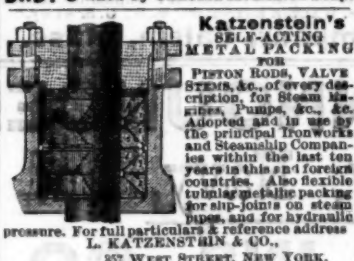 Katzenstein's
SELF-ACTING
METAL PACKING
FOR
PISTON RODS, VALVE
STEMS, &c., of every des-
cription, for Steam En-
gines, Pumps, &c., &c.
Adopted and in use by
the principal Ironworks
and Steamship Compan-
ies within the last ten
years in this and foreign
countries. Also flexible
tubular metallic packing
for slip-joints on steam
pipes, and for hydraulic
pressure. For full particulars & reference address
L. KATZENSTEIN & CO.,
357 WEST STREET, NEW YORK.